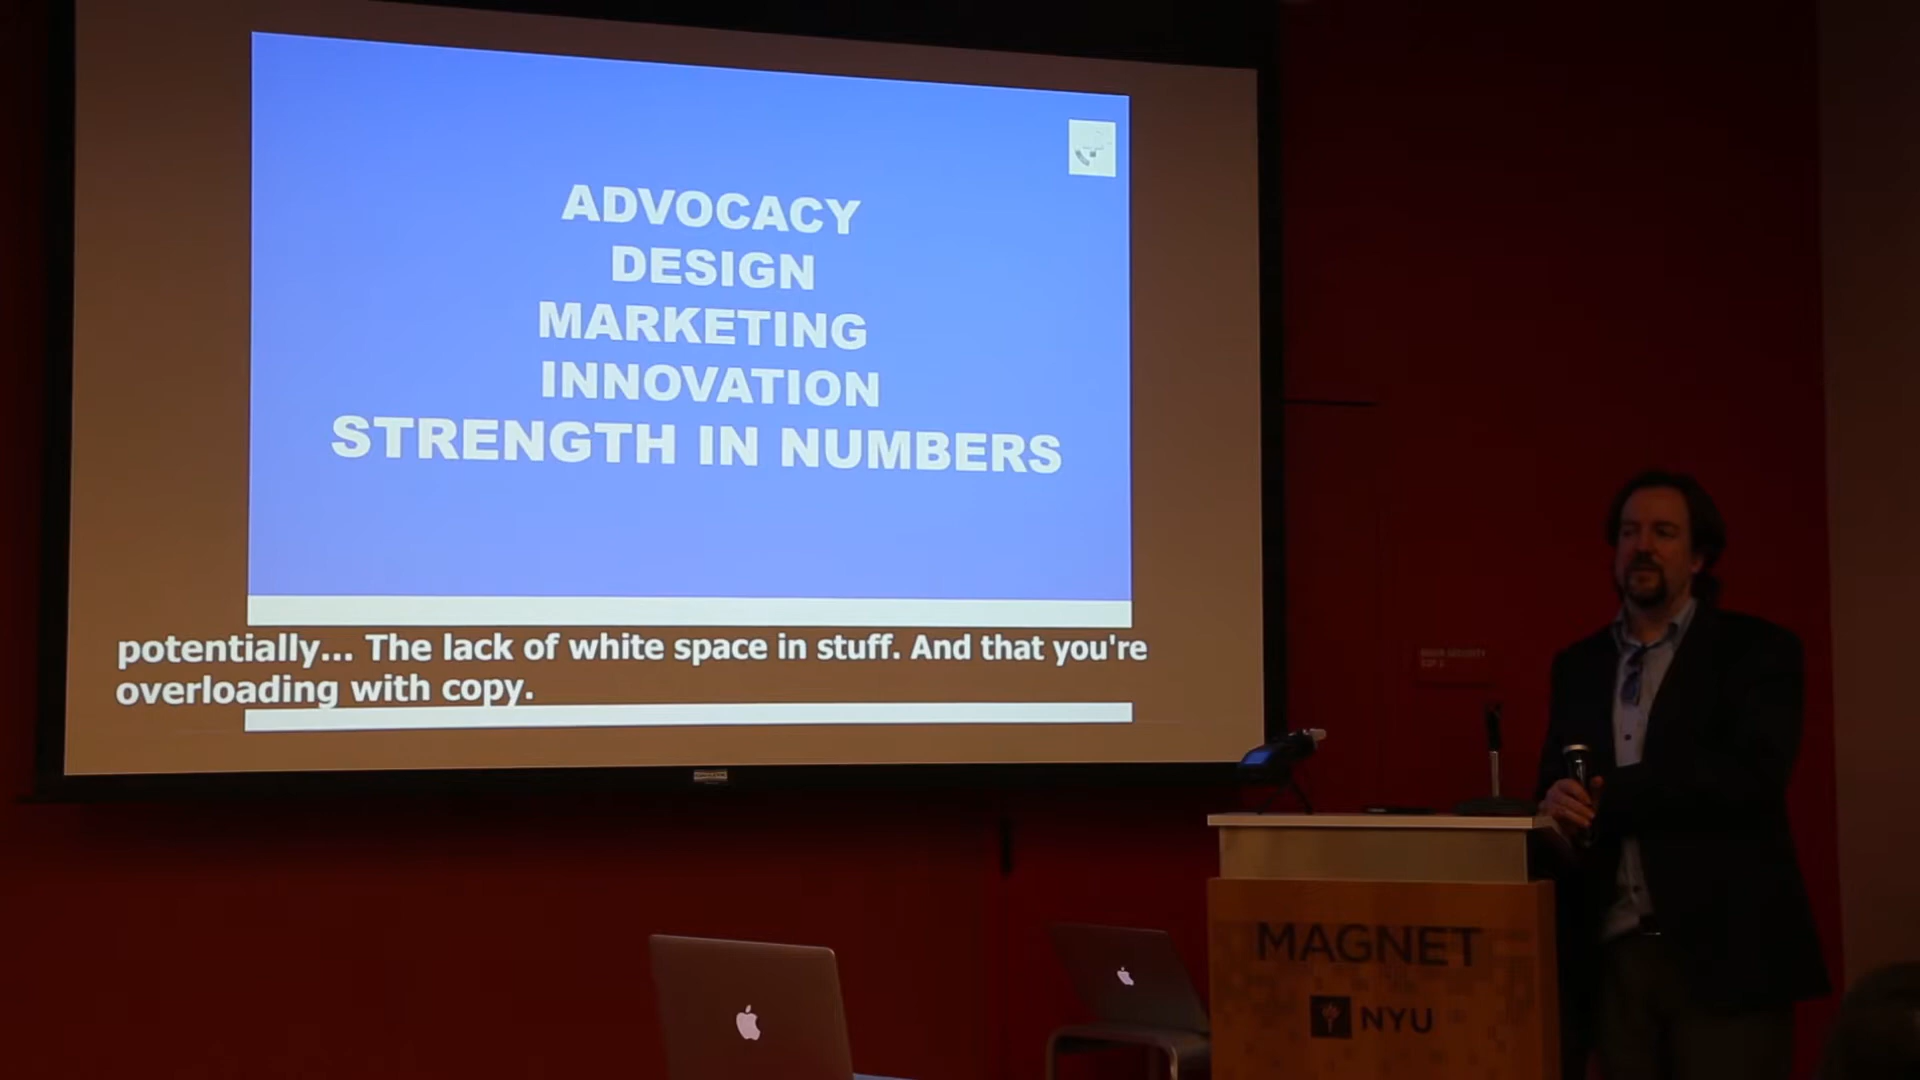 ADVOCACY
DESIGN
MARKETING
INNOVATION
STRENGTH IN NUMBERS
potentially... The lack of white space in stuff. And that you're
overloading with copy.
MAGNET
NYU